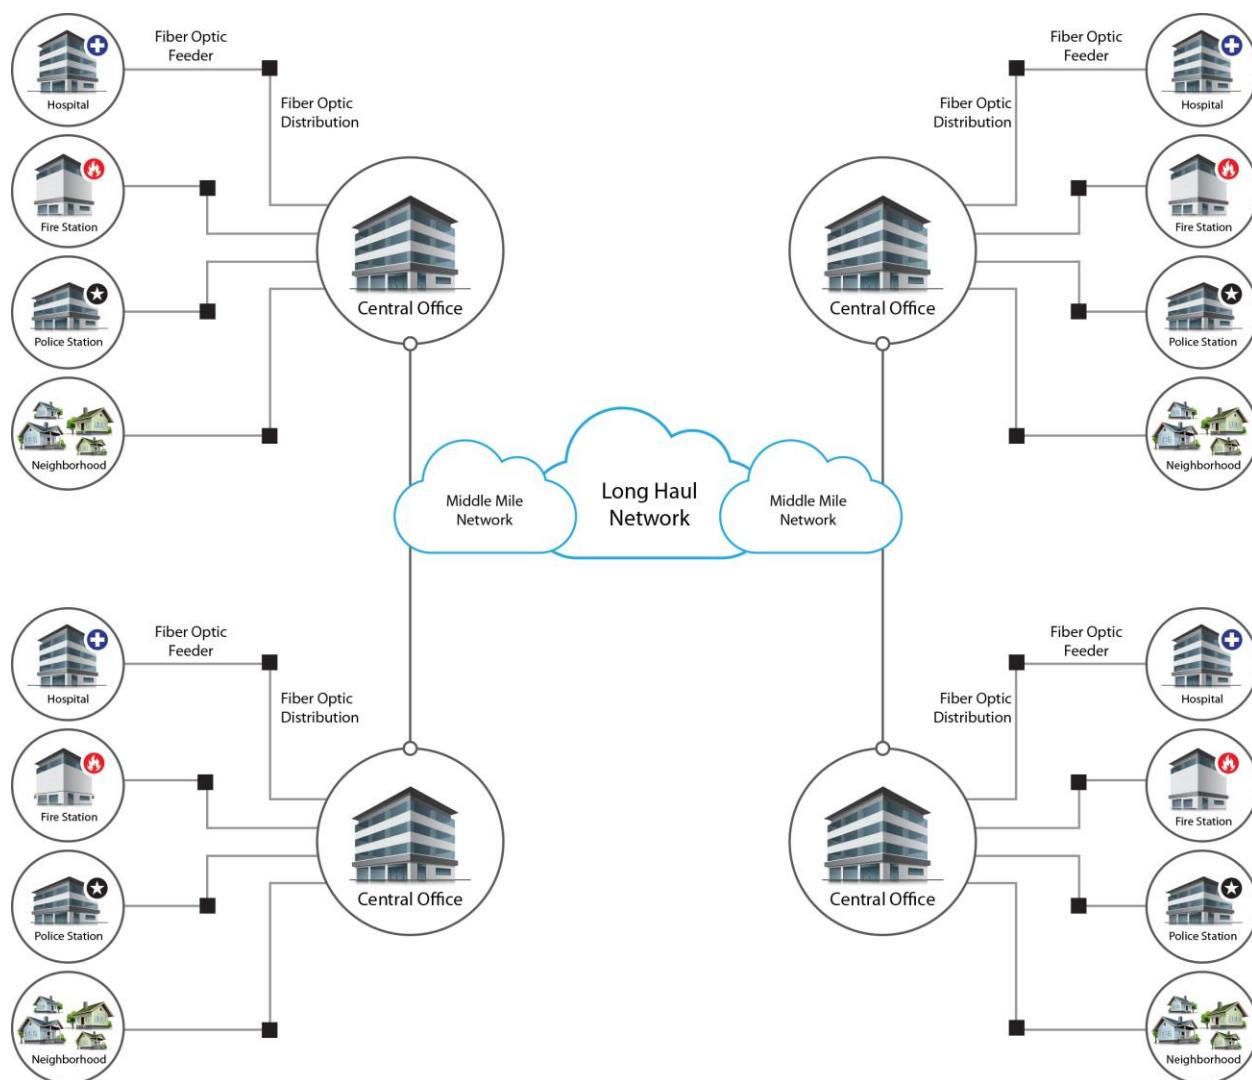 Fiber Optic
Feeder
Hospital
Fiber Optic
Distribution
Fire Station
Central Office
Police Station
Neighborhood
Fiber Optic
Feeder
Hospital
Fiber Optic
Distribution
Fire Station
Central Office
Police Station
Neighborhood
Middle Mile
Network
Long Haul
Network
Middle Mile
Network
Fiber Optic
Feeder
Hospital
Fiber Optic
Distribution
Fire Station
Central Office
Police Station
Neighborhood
Fiber Optic
Feeder
Hospital
Fiber Optic
Distribution
Fire Station
Central Office
Police Station
Neighborhood